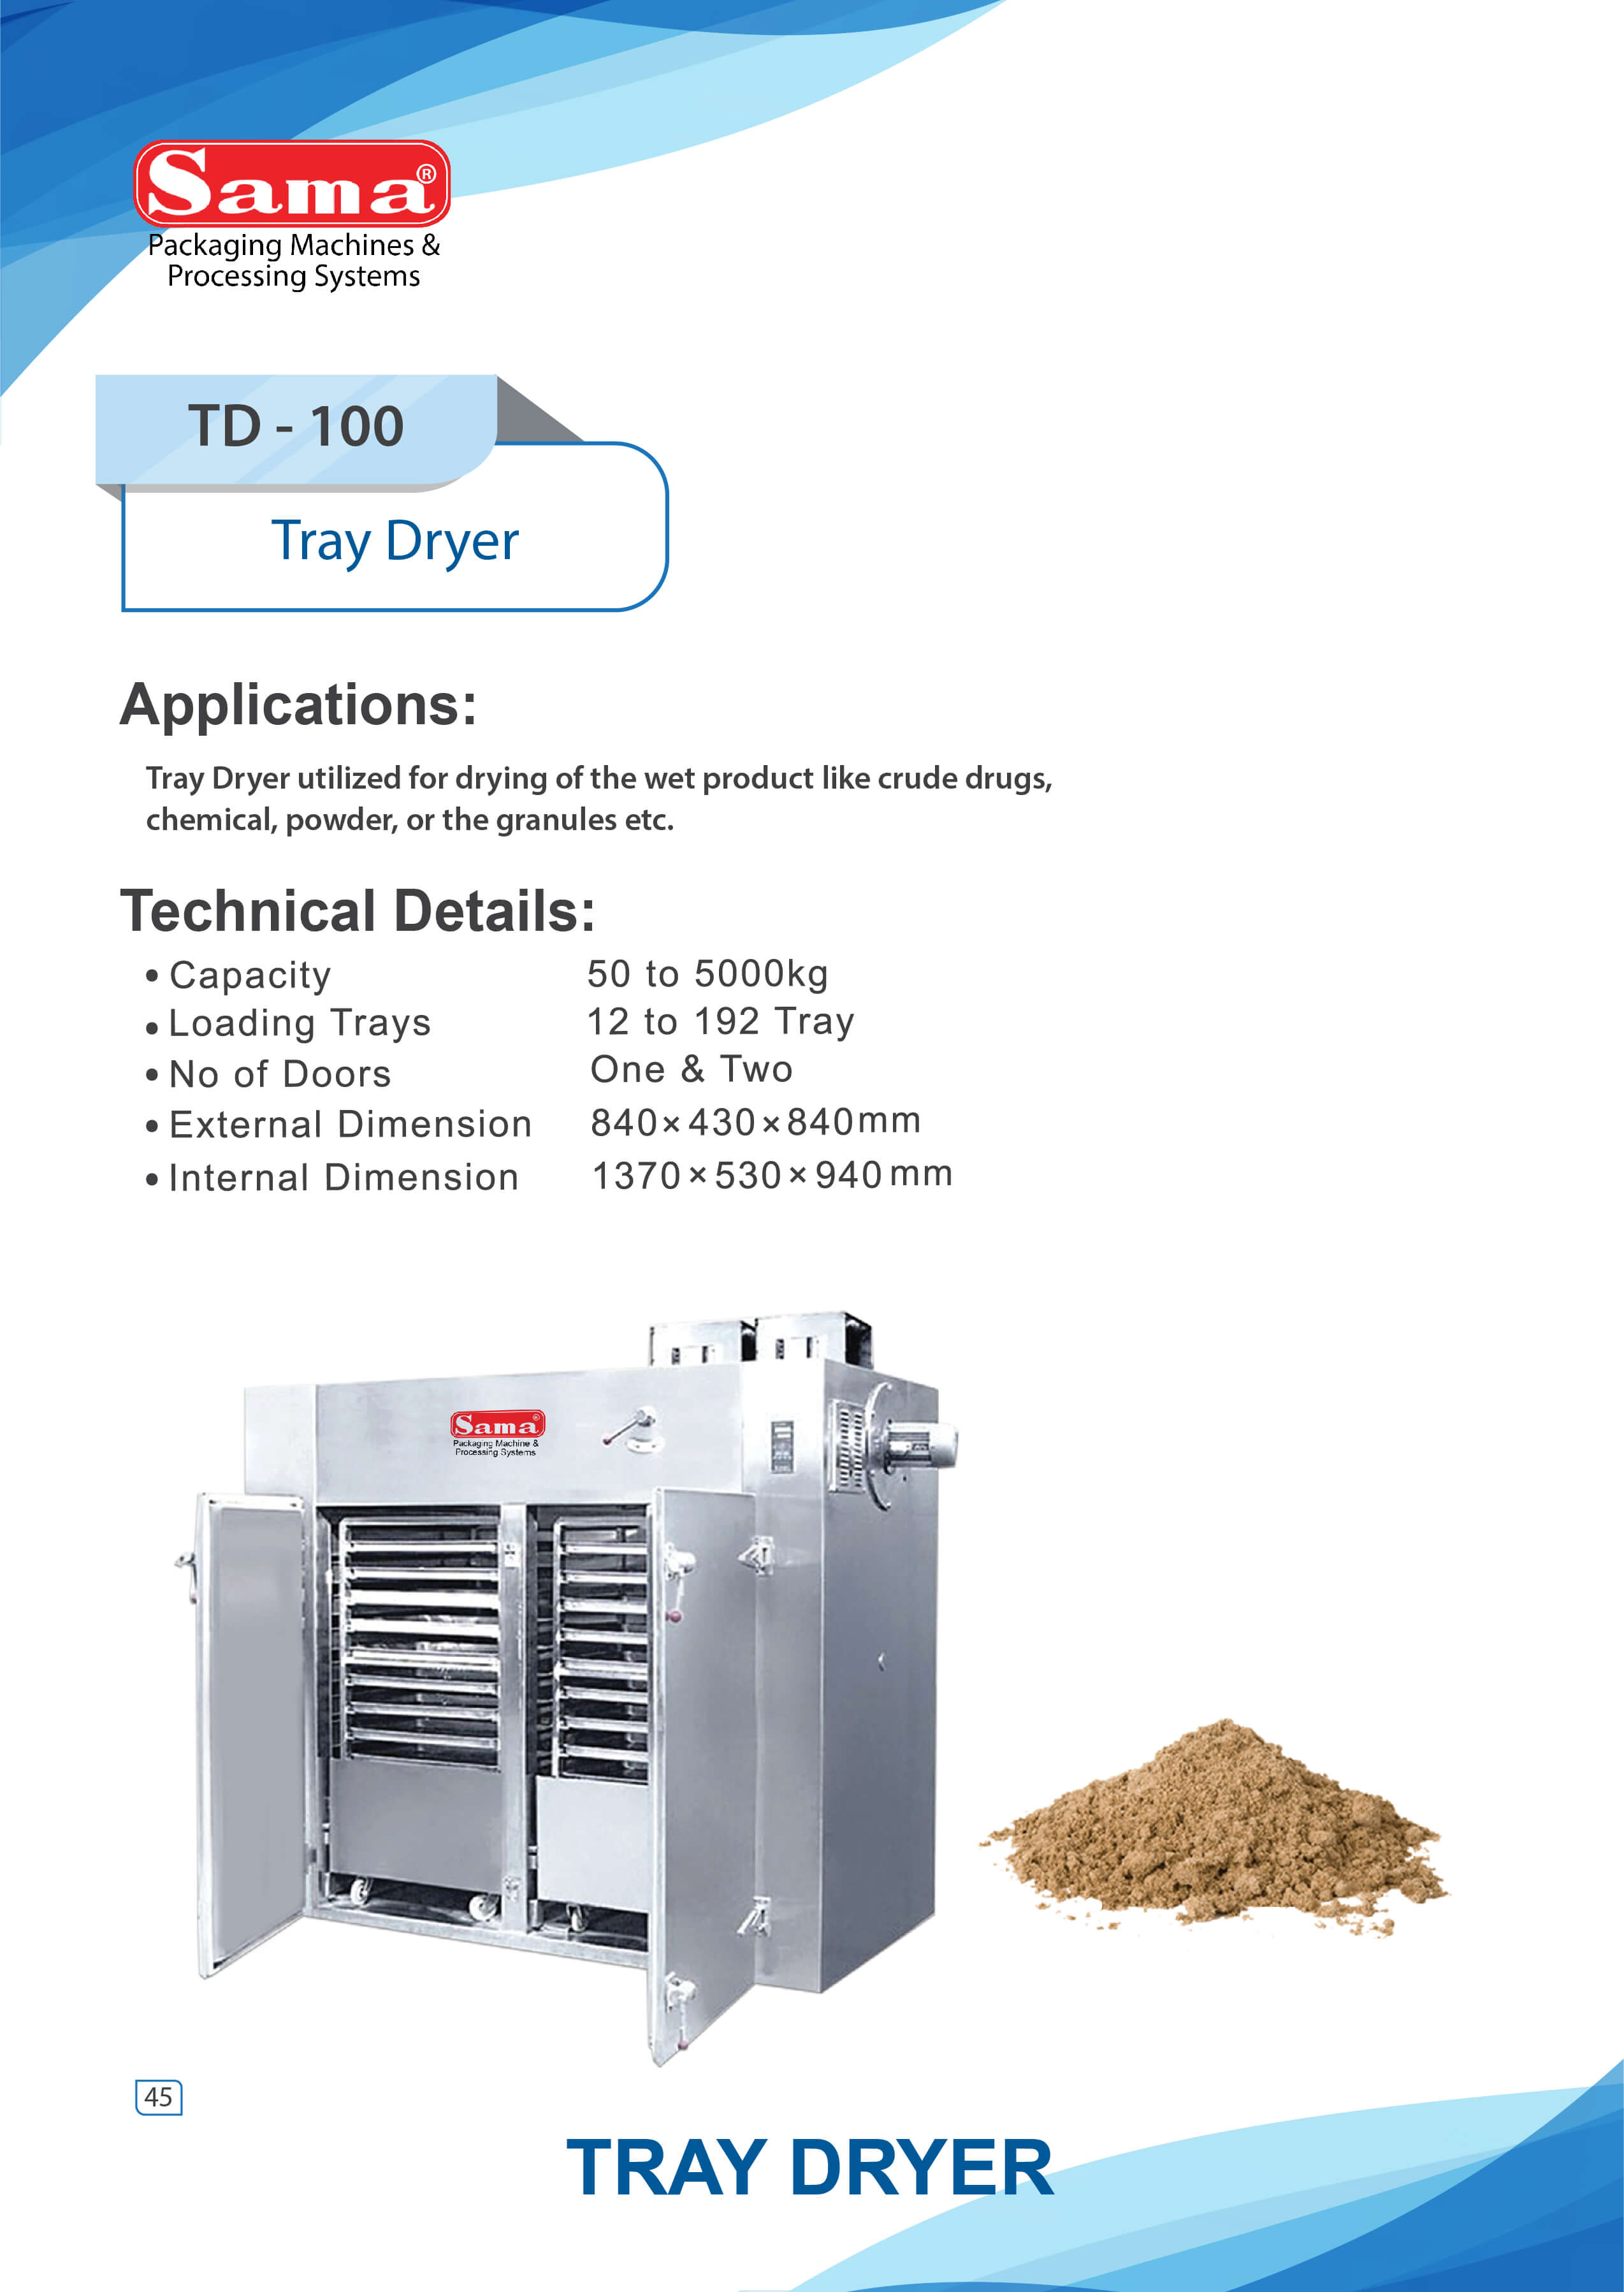 Sama®
Packaging Machines &
Processing Systems
TD - 100
Tray Dryer
Applications:
Tray Dryer utilized for drying of the wet product like crude drugs,
chemical, powder, or the granules etc.
Technical Details:
• Capacity 50 to 5000kg
• Loading Trays 12 to 192 Tray
• No of Doors One & Two
• External Dimension 840×430×840mm
• Internal Dimension 1370×530×940mm
Sama®
Packaging Machine &
Processing Systems
45
TRAY DRYER